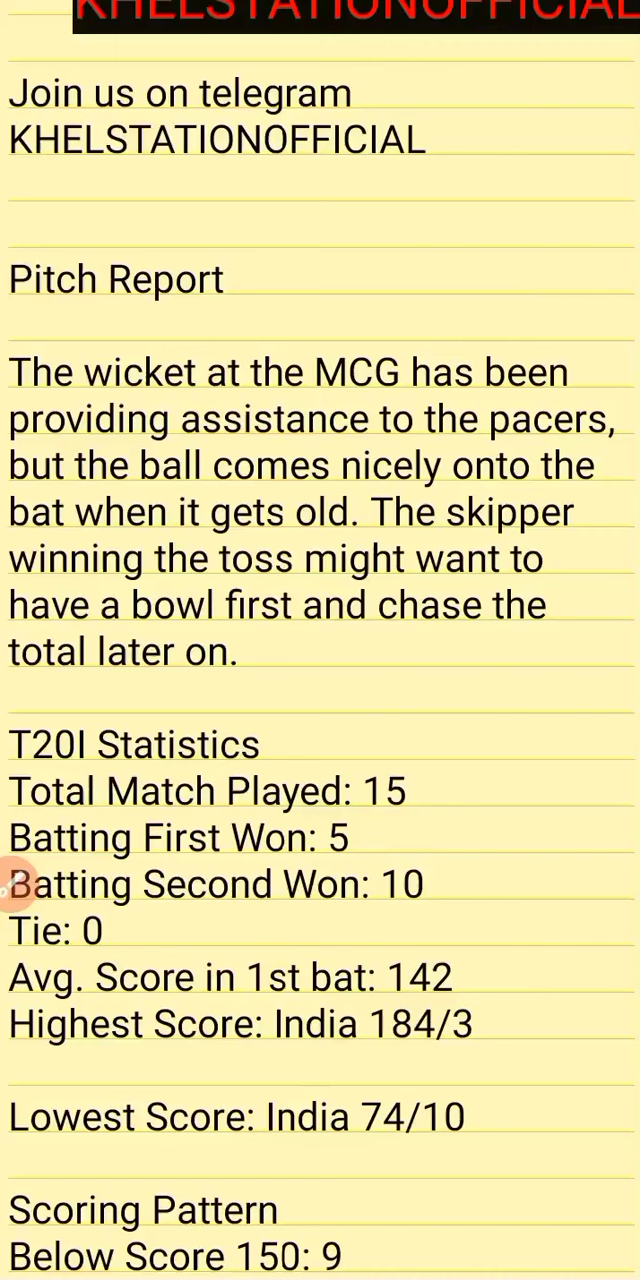 KHELSTATIONOFFICIAL
Join us on telegram
KHELSTATIONOFFICIAL
Pitch Report
The wicket at the MCG has been
providing assistance to the pacers,
but the ball comes nicely onto the
bat when it gets old. The skipper
winning the toss might want to
have a bowl first and chase the
total later on.
T20I Statistics
Total Match Played: 15
Batting First Won: 5
Batting Second Won: 10
Tie: 0
Avg. Score in 1st bat: 142
Highest Score: India 184/3
Lowest Score: India 74/10
Scoring Pattern
Below Score 150: 9